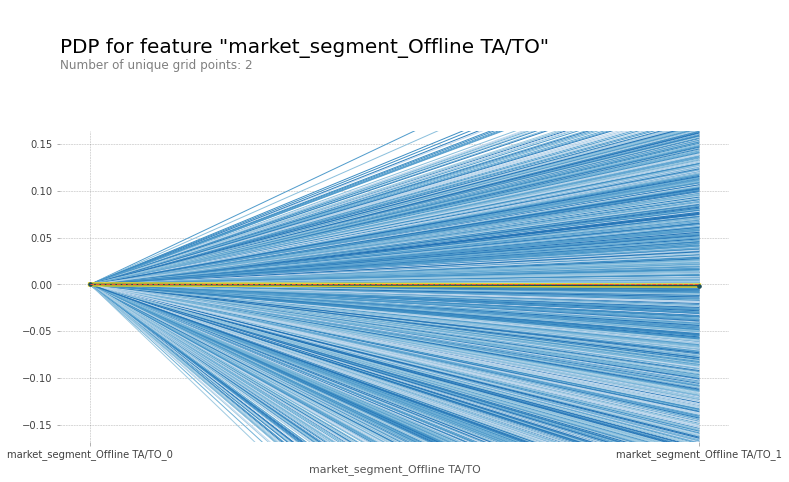 PDP for feature "market_segment_Offline TA/TO"
Number of unique grid points: 2
0.15
0.10
0.05
0.00
−0.05
−0.10
−0.15
market_segment_Offline TA/TO_0
market_segment_Offline TA/TO_1
market_segment_Offline TA/TO